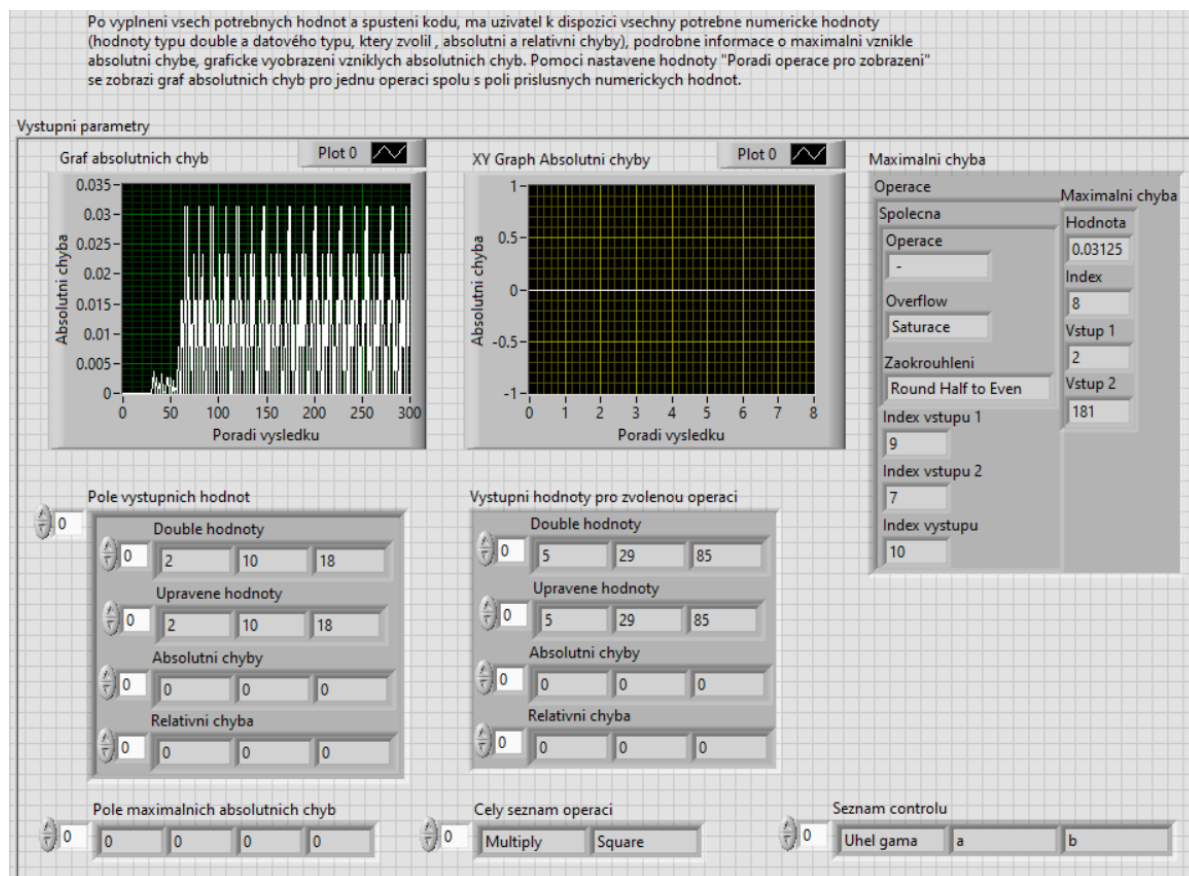 Po vyplneni vsech potrebnych hodnot a spusteni kodu, ma uzivatel k dispozici vsechny potrebne numericke hodnoty
(hodnoty typu double a datového typu, ktery zvolil , absolutni a relativni chyby), podrobne informace o maximalni vznikle
absolutni chybe, graficke vyobrazeni vzniklych absolutnich chyb. Pomoci nastavene hodnoty "Poradi operace pro zobrazeni"
se zobrazi graf absolutnich chyb pro jednu operaci spolu s poli prislusnych numerickych hodnot.
Vystupni parametry
Graf absolutnich chyb
Plot 0
Absolutni chyba
0.035
0.03
0.025
0.02
0.015
0.01
0.005
0
0 50 100 150 200 250 300
Poradi vysledku
XY Graph Absolutni chyby
Plot 0
Absolutni chyba
1
0.5
0
-0.5
-1
0 1 2 3 4 5 6 7 8
Poradi vysledku
Maximalni chyba
Operace
Spolecna
Operace
-
Overflow
Saturace
Zaokrouhleni
Round Half to Even
Index vstupu 1
9
Index vstupu 2
7
Index vystupu
10
Maximalni chyba
Hodnota
0.03125
Index
8
Vstup 1
2
Vstup 2
181
Pole vystupnich hodnot
0
Double hodnoty
0 2 10 18
Upravene hodnoty
0 2 10 18
Absolutni chyby
0 0 0 0
Relativni chyba
0 0 0 0
Vystupni hodnoty pro zvolenou operaci
Double hodnoty
0 5 29 85
Upravene hodnoty
0 5 29 85
Absolutni chyby
0 0 0 0
Relativni chyba
0 0 0 0
Pole maximalnich absolutnich chyb
0 0 0 0 0
Cely seznam operaci
0 Multiply Square
Seznam controlu
0 Uhel gama a b